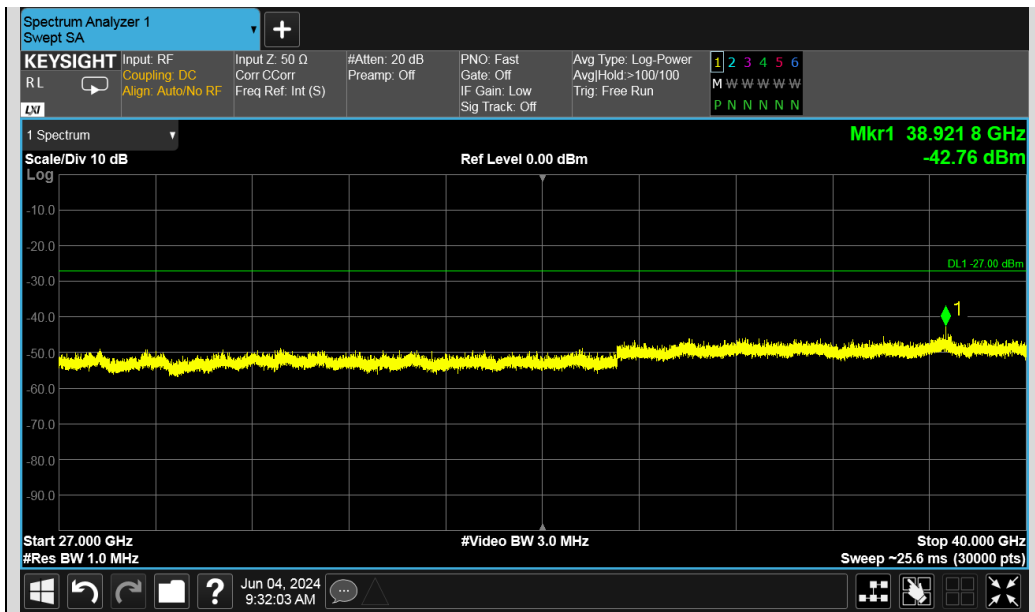 Spectrum Analyzer 1
Swept SA
+
KEYSIGHT
RL
LXI
Input: RF
Coupling: DC
Align: Auto/No RF
Input Z: 50 Ω
Corr CCorr
Freq Ref: Int (S)
#Atten: 20 dB
Preamp: Off
PNO: Fast
Gate: Off
IF Gain: Low
Sig Track: Off
Avg Type: Log-Power
Avg|Hold:>100/100
Trig: Free Run
1 2 3 4 5 6
M W W W W W
P N N N N N
1 Spectrum
Mkr1 38.921 8 GHz
-42.76 dBm
Scale/Div 10 dB
Ref Level 0.00 dBm
Log
-10.0
-20.0
DL1 -27.00 dBm
-30.0
1
-40.0
-50.0
-60.0
-70.0
-80.0
-90.0
Start 27.000 GHz
#Video BW 3.0 MHz
Stop 40.000 GHz
#Res BW 1.0 MHz
Sweep ~25.6 ms (30000 pts)
?
Jun 04, 2024
9:32:03 AM